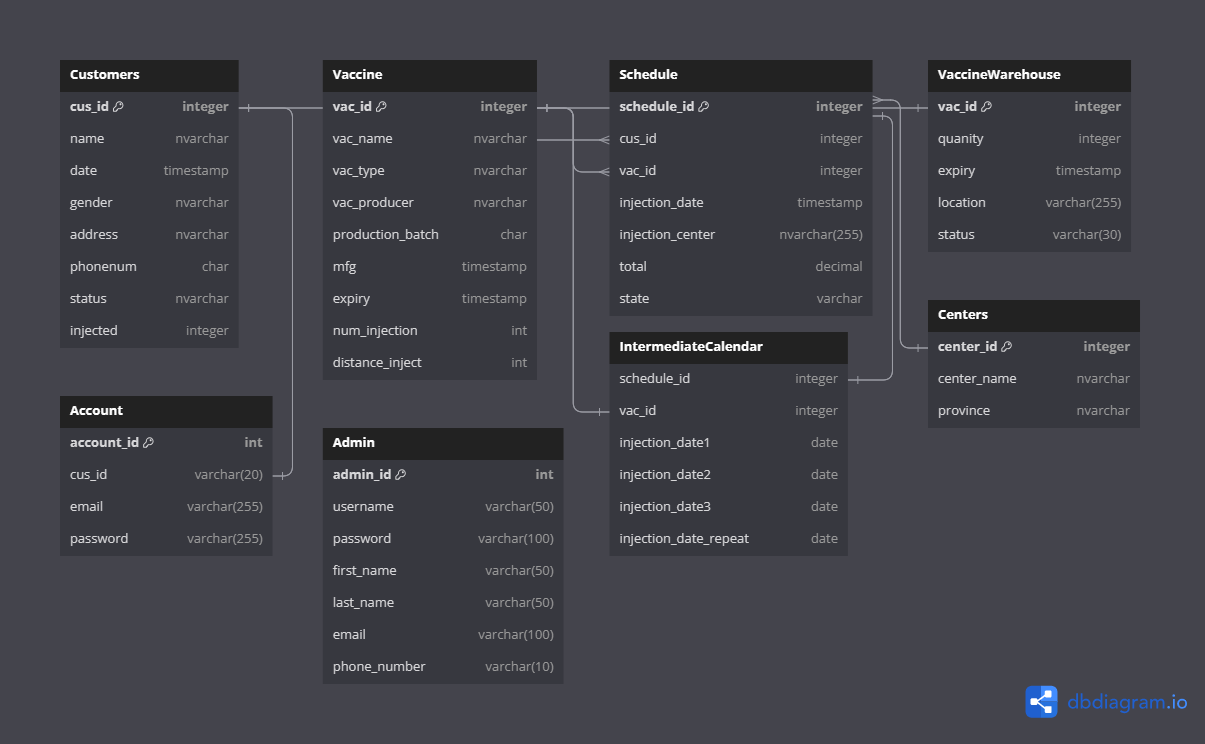 Customers
cus_id integer
name nvarchar
date timestamp
gender nvarchar
address nvarchar
phonenum char
status nvarchar
injected integer
Account
account_id int
cus_id varchar(20)
email varchar(255)
password varchar(255)
Vaccine
vac_id integer
vac_name nvarchar
vac_type nvarchar
vac_producer nvarchar
production_batch char
mfg timestamp
expiry timestamp
num_injection int
distance_inject int
Admin
admin_id int
username varchar(50)
password varchar(100)
first_name varchar(50)
last_name varchar(50)
email varchar(100)
phone_number varchar(10)
Schedule
schedule_id integer
cus_id integer
vac_id integer
injection_date timestamp
injection_center nvarchar(255)
total decimal
state varchar
IntermediateCalendar
schedule_id integer
vac_id integer
injection_date1 date
injection_date2 date
injection_date3 date
injection_date_repeat date
VaccineWarehouse
vac_id integer
quanity integer
expiry timestamp
location varchar(255)
status varchar(30)
Centers
center_id integer
center_name nvarchar
province nvarchar
dbdiagram.io